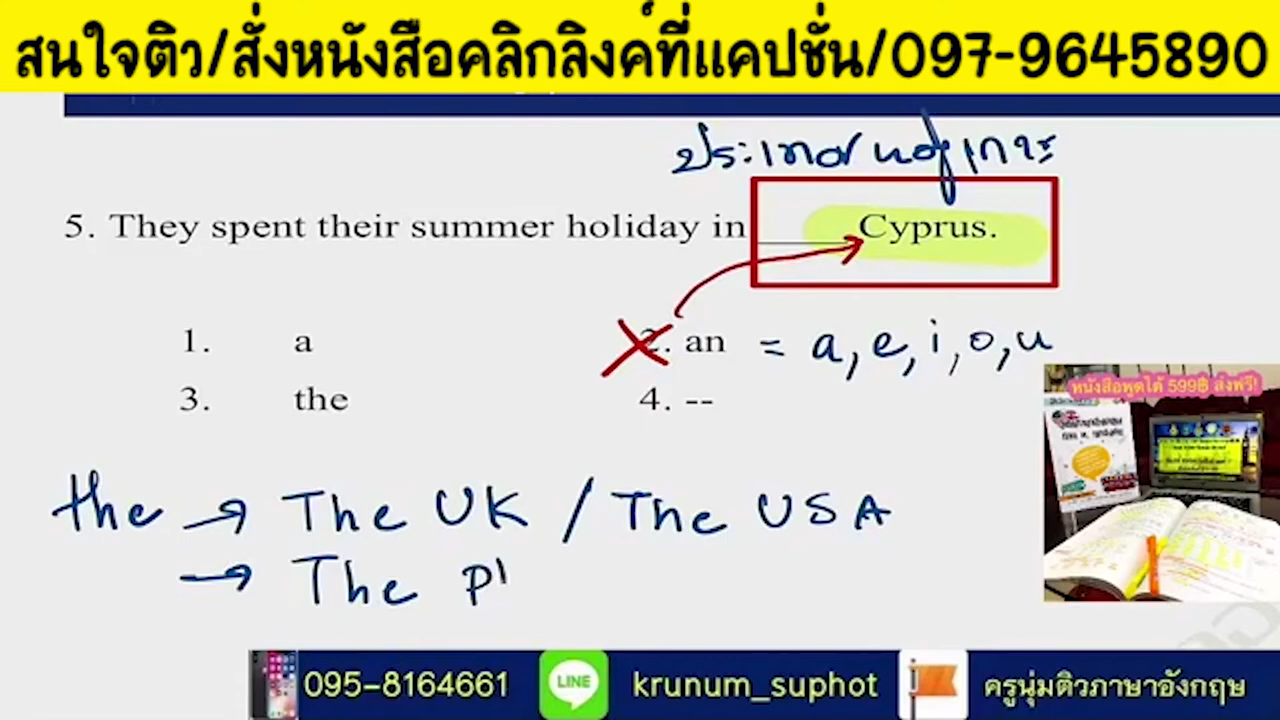 สนใจติว/สั่งหนังสือคลิกลิงค์ที่แคปชั่น/097-9645890
ประเทศหมู่เกาะ
5. They spent their summer holiday in ______ Cyprus.
1. a
2. an = a, e, i, o, u
3. the
4. --
หนังสือพูดได้ 599฿ ส่งฟรี!
the → The UK / The USA
→ The P
095-8164661
LINE
krunum_suphot
ครูนุ่มติวภาษาอังกฤษ